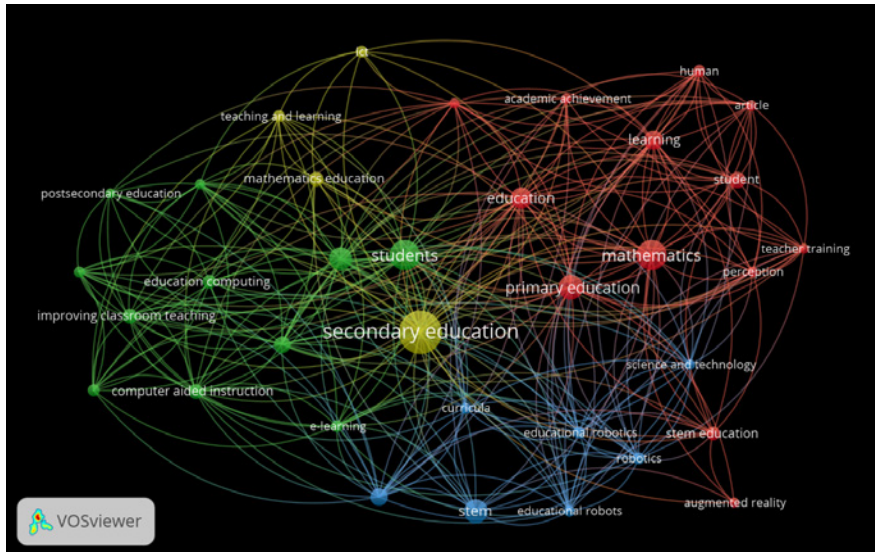 ict
human
academic achievement
article
teaching and learning
learning
mathematics education
student
postsecondary education
education
teacher training
students
mathematics
perception
education computing
primary education
improving classroom teaching
secondary education
science and technology
computer aided instruction
curricula
e-learning
educational robotics
stem education
robotics
augmented reality
stem
educational robots
VOSviewer